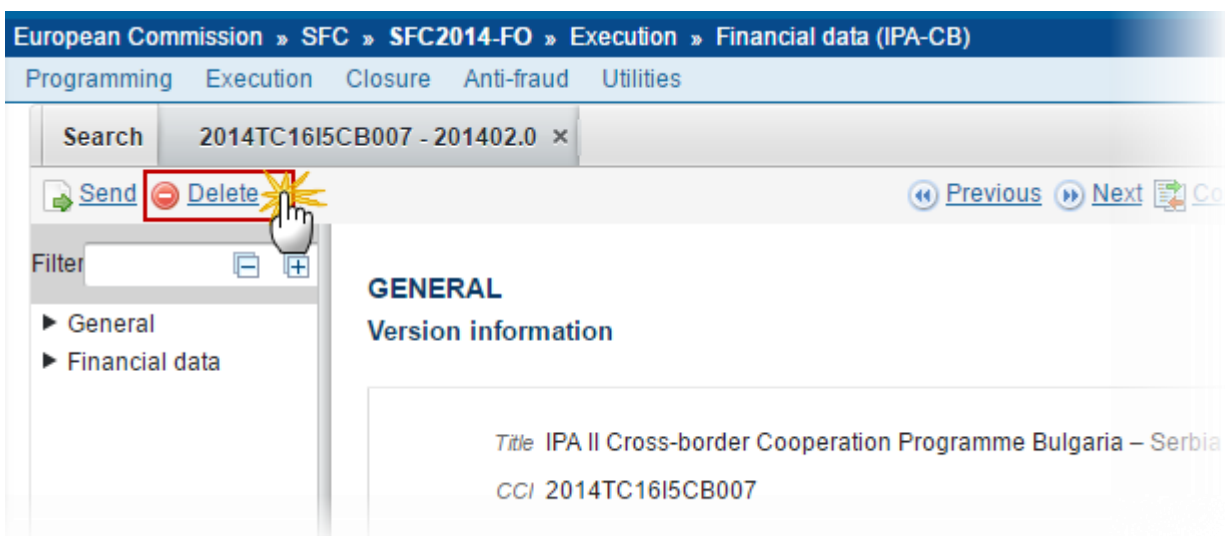 European Commission » SFC » SFC2014-FO » Execution » Financial data (IPA-CB)
Programming Execution Closure Anti-fraud Utilities
Search 2014TC16I5CB007 - 201402.0 ×
Send Delete Previous Next Co
Filter
General
Financial data
GENERAL
Version information
Title IPA II Cross-border Cooperation Programme Bulgaria – Serbia
CCI 2014TC16I5CB007